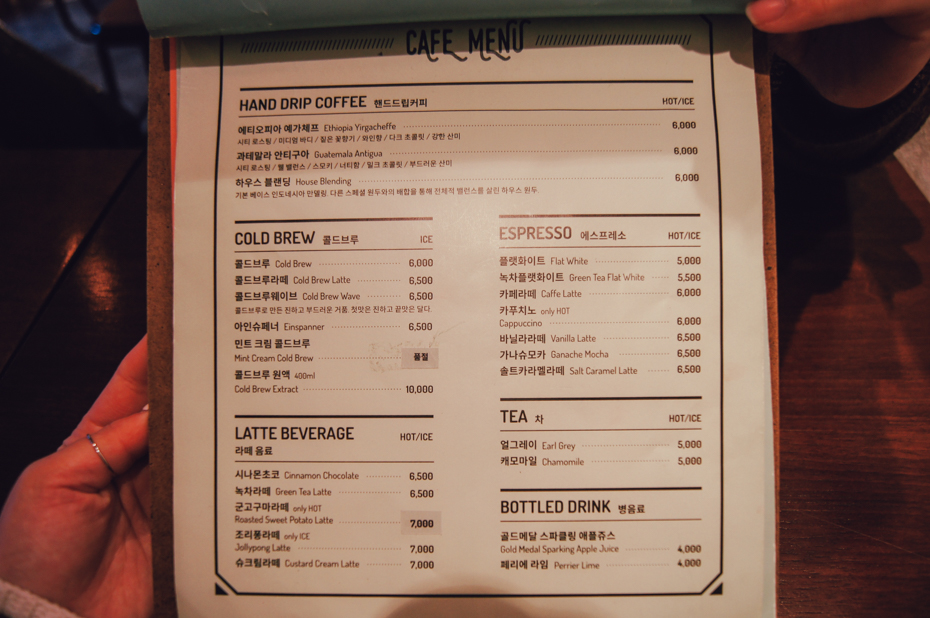 CAFE MENU
HAND DRIP COFFEE 핸드드립커피 HOT/ICE
에티오피아 예가체프 Ethiopia Yirgacheffe 6,000
시티 로스팅 / 미디엄 바디 / 짙은 꽃향기 / 와인향 / 다크 초콜릿 / 강한 산미
과테말라 안티구아 Guatemala Antigua 6,000
시티 로스팅 / 웰 밸런스 / 스모키 / 너티함 / 밀크 초콜릿 / 부드러운 산미
하우스 블랜딩 House Blending 6,000
기본 베이스 인도네시아 만델링. 다른 스페셜 원두와의 배합을 통해 전체적 밸런스를 살린 하우스 원두.
COLD BREW 콜드브루 ICE
콜드브루 Cold Brew 6,000
콜드브루라떼 Cold Brew Latte 6,500
콜드브루웨이브 Cold Brew Wave 6,500
콜드브루로 만든 진하고 부드러운 거품. 첫맛은 진하고 끝맛은 달다.
아인슈페너 Einspanner 6,500
민트 크림 콜드브루
Mint Cream Cold Brew 품절
콜드브루 원액 400ml
Cold Brew Extract 10,000
LATTE BEVERAGE HOT/ICE
라떼 음료
시나몬초코 Cinnamon Chocolate 6,500
녹차라떼 Green Tea Latte 6,500
군고구마라떼 only HOT
Roasted Sweet Potato Latte 7,000
조리퐁라떼 only ICE
Jollypong Latte 7,000
슈크림라떼 Custard Cream Latte 7,000
ESPRESSO 에스프레소 HOT/ICE
플랫화이트 Flat White 5,000
녹차플랫화이트 Green Tea Flat White 5,500
카페라떼 Caffe Latte 6,000
카푸치노 only HOT
Cappuccino 6,000
바닐라라떼 Vanilla Latte 6,500
가나슈모카 Ganache Mocha 6,500
솔트카라멜라떼 Salt Caramel Latte 6,500
TEA 차 HOT/ICE
얼그레이 Earl Grey 5,000
캐모마일 Chamomile 5,000
BOTTLED DRINK 병음료
골드메달 스파클링 애플쥬스
Gold Medal Sparking Apple Juice 4,000
페리에 라임 Perrier Lime 4,000